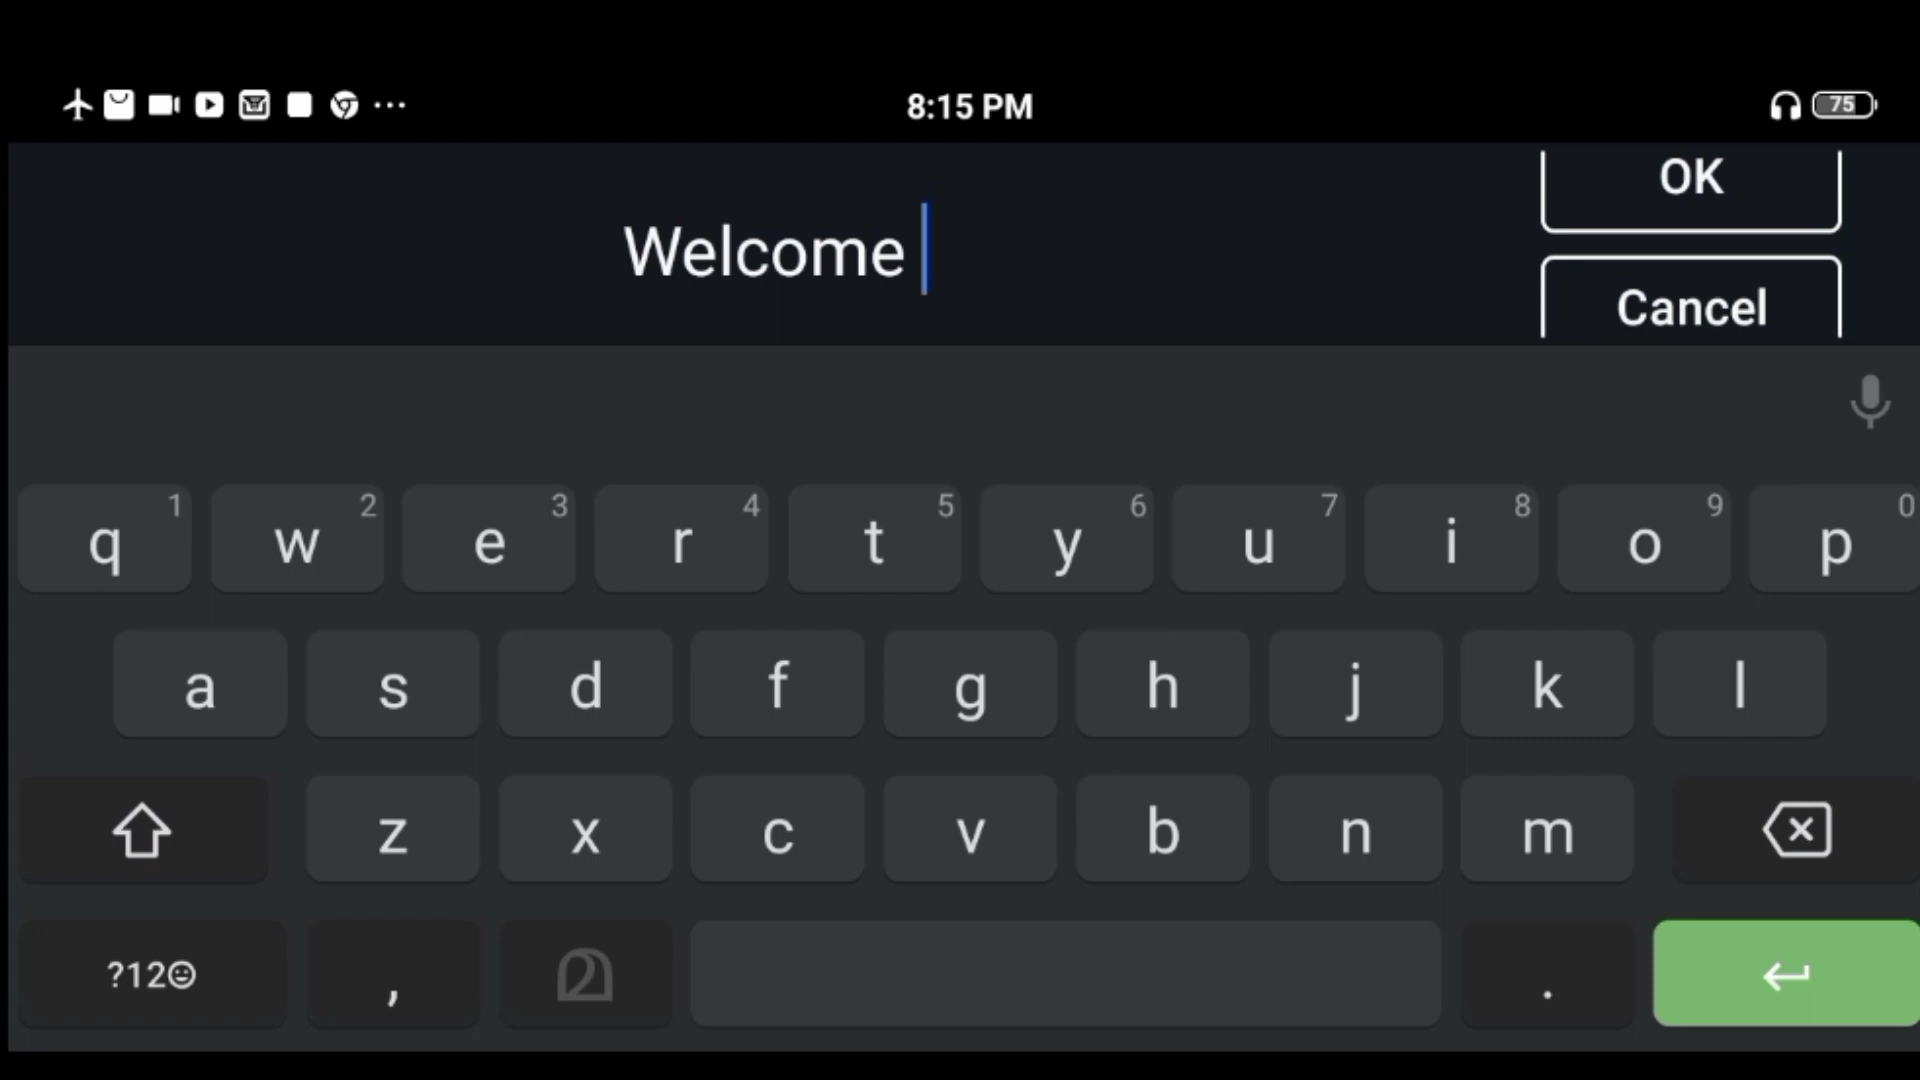 8:15 PM
75
OK
Welcome
Cancel
1 2 3 4 5 6 7 8 9 0
q w e r t y u i o p
a s d f g h j k l
z x c v b n m
?12☺ , മ .